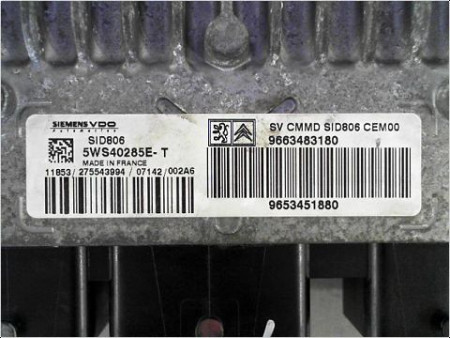 SIEMENS VDO
Automotive
SID806
5WS40285E-T
MADE IN FRANCE
11853/275543994/07142/002A6
SV CMMD SID806 CEM00
9663483180
9653451880